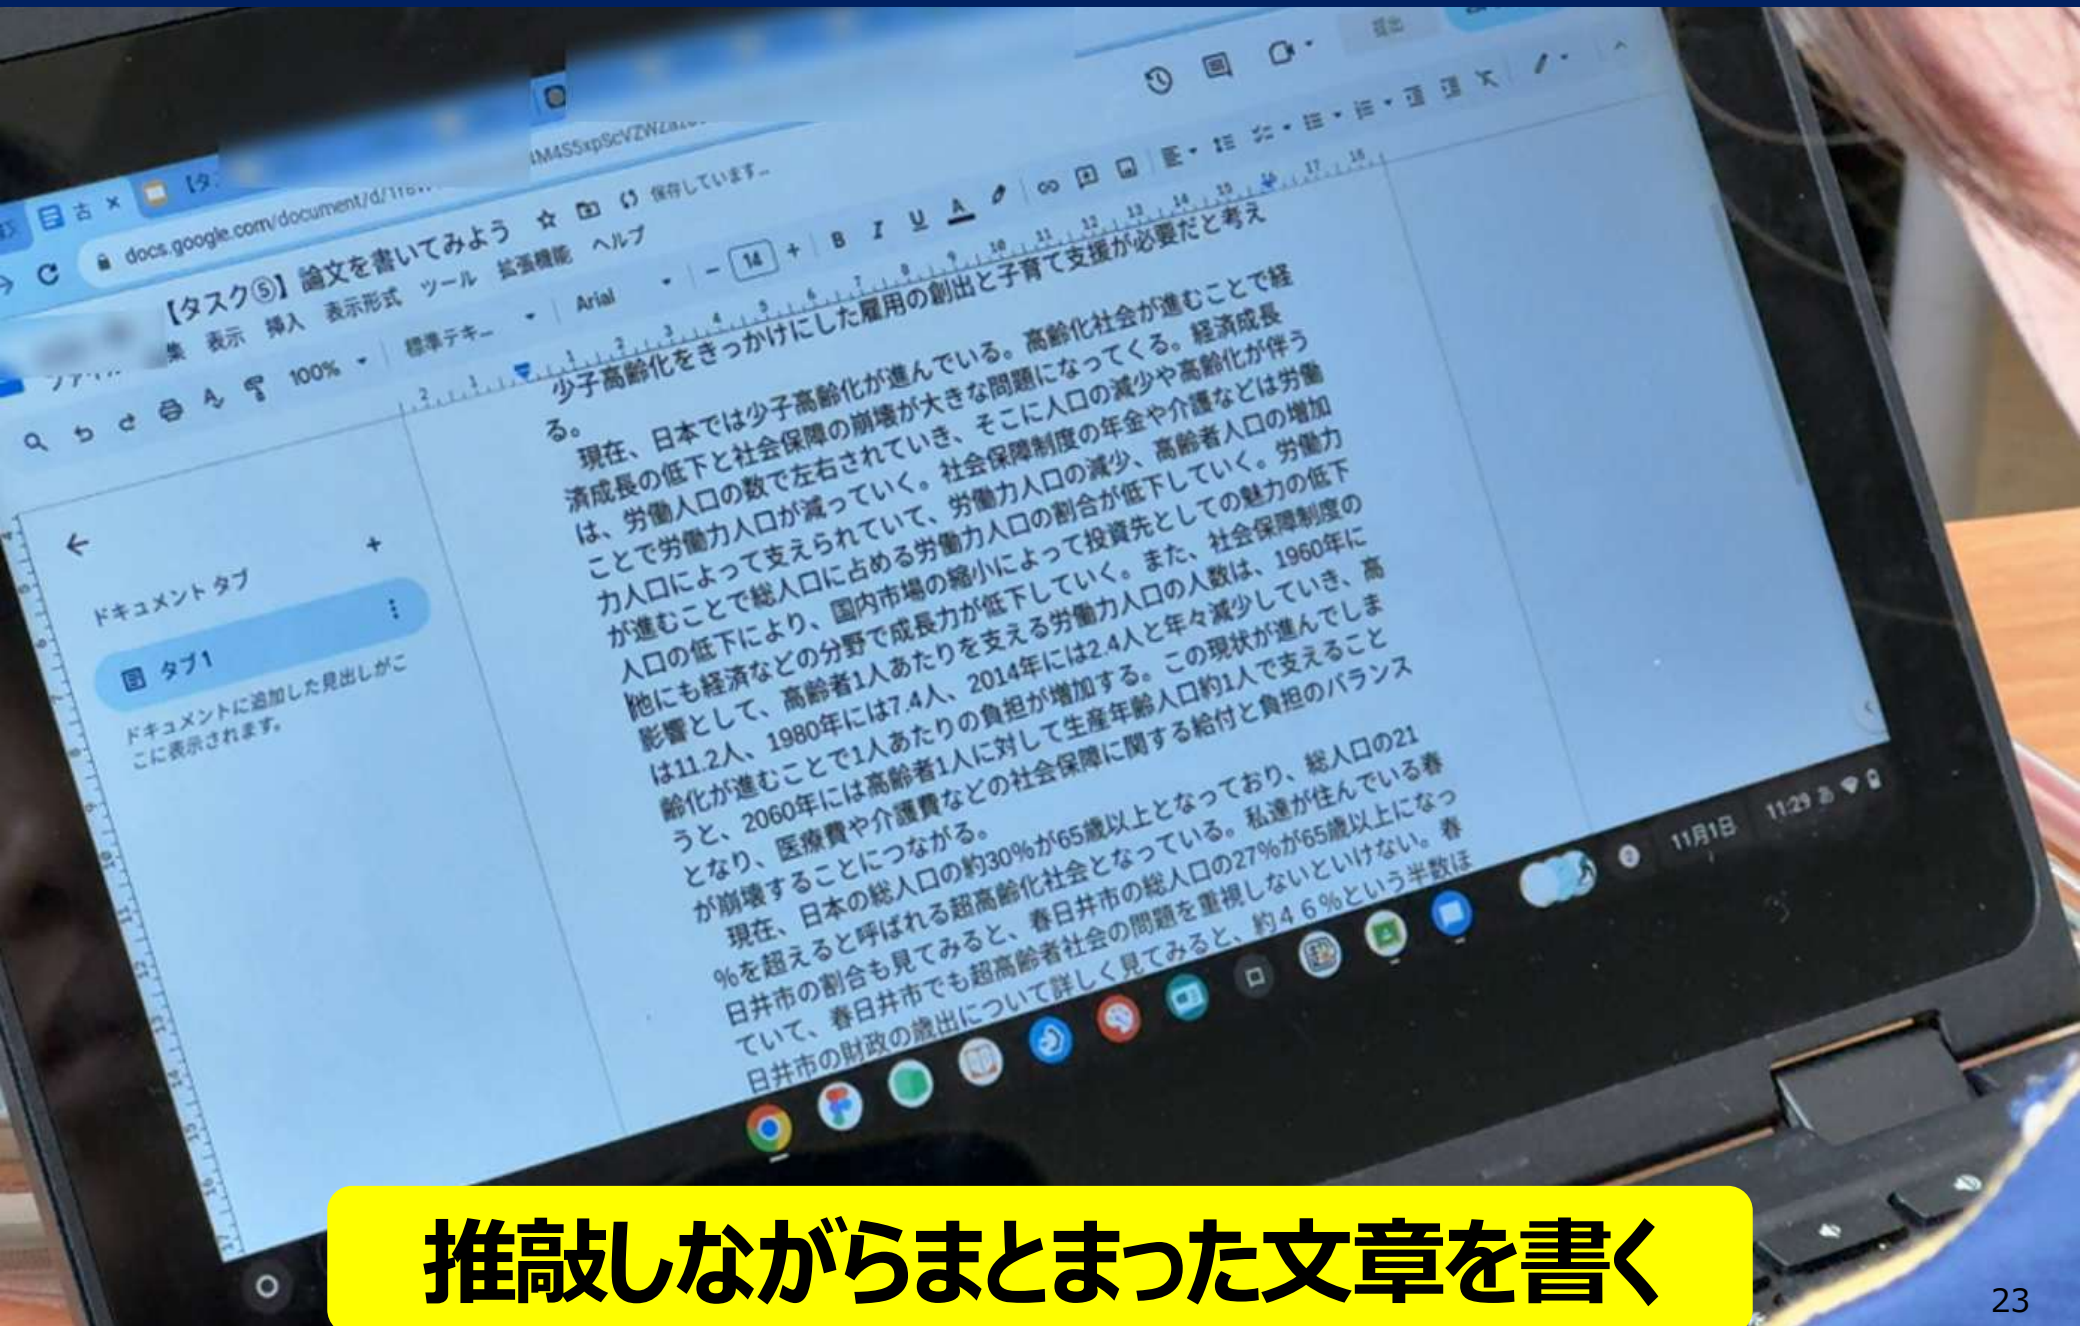 古
【タ
docs.google.com/document/d/1f8
保存しています...
【タスク⑤】論文を書いてみよう
提出
集 表示 挿入 表示形式 ツール 拡張機能 ヘルプ
100%
標準テキ...
Arial
14
B I U A
2 1 1 2 3 4 5 6 7 8 9 10 11 12 13 14 15 16 17 18
ドキュメント タブ
タブ 1
ドキュメントに追加した見出しがこ
こに表示されます。
少子高齢化をきっかけにした雇用の創出と子育て支援が必要だと考え
る。
現在、日本では少子高齢化が進んでいる。高齢化社会が進むことで経
済成長の低下と社会保障の崩壊が大きな問題になってくる。経済成長
は、労働人口の数で左右されていき、そこに人口の減少や高齢化が伴う
ことで労働力人口が減っていく。社会保障制度の年金や介護などは労働
力人口によって支えられていて、労働力人口の減少、高齢者人口の増加
が進むことで総人口に占める労働力人口の割合が低下していく。労働力
人口の低下により、国内市場の縮小によって投資先としての魅力の低下
他にも経済などの分野で成長力が低下していく。また、社会保障制度の
影響として、高齢者1人あたりを支える労働力人口の人数は、1960年に
は11.2人、1980年には7.4人、2014年には2.4人と年々減少していき、高
齢化が進むことで1人あたりの負担が増加する。この現状が進んでしま
うと、2060年には高齢者1人に対して生産年齢人口約1人で支えること
となり、医療費や介護費などの社会保障に関する給付と負担のバランス
が崩壊することにつながる。
現在、日本の総人口の約30%が65歳以上となっており、総人口の21
%を超えると呼ばれる超高齢化社会となっている。私達が住んでいる春
日井市の割合も見てみると、春日井市の総人口の27%が65歳以上になっ
ていて、春日井市でも超高齢者社会の問題を重視しないといけない。春
日井市の財政の歳出について詳しく見てみると、約46%という半数ほ
11月1日
11:29
推敲しながらまとまった文章を書く
23